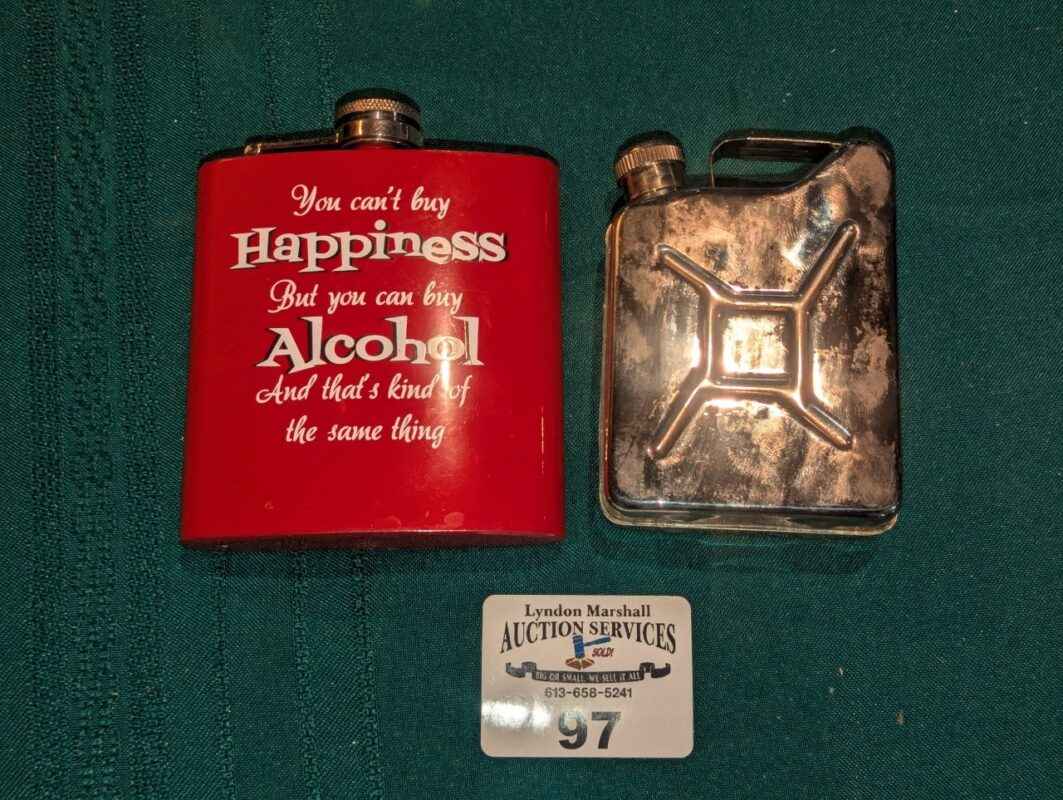 You can't buy
Happiness
But you can buy
Alcohol
And that's kind of
the same thing
Lyndon Marshall
AUCTION SERVICES
SOLD!
BIG OR SMALL, WE SELL IT ALL
613-658-5241
97